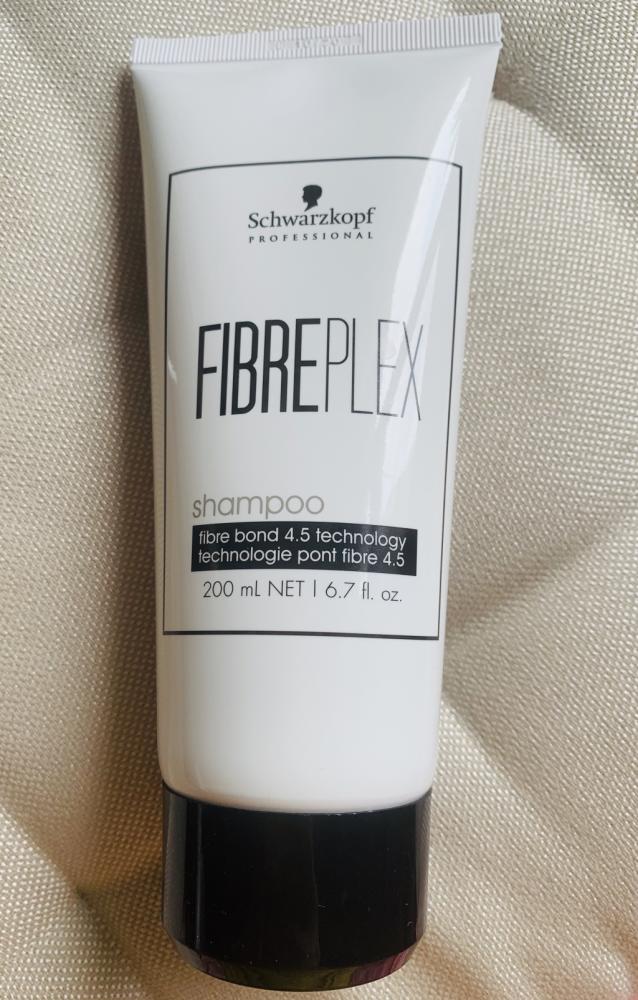 Schwarzkopf
PROFESSIONAL
FIBREPLEX
shampoo
fibre bond 4.5 technology
technologie pont fibre 4.5
200 mL NET | 6.7 fl. oz.